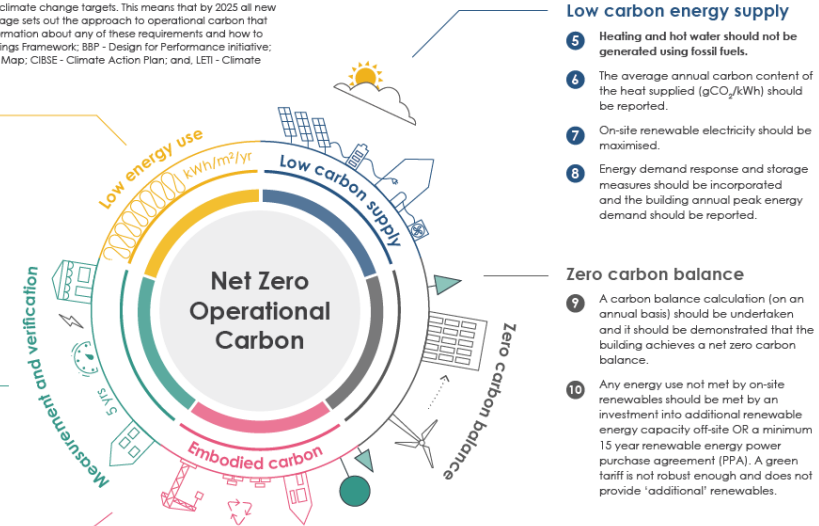 climate change targets. This means that by 2025 all new
age sets out the approach to operational carbon that
ormation about any of these requirements and how to
ings Framework; BBP - Design for Performance initiative;
Map; CIBSE - Climate Action Plan; and, LETI - Climate
Low carbon energy supply
5 Heating and hot water should not be
generated using fossil fuels.
6 The average annual carbon content of
the heat supplied (gCO₂/kWh) should
be reported.
7 On-site renewable electricity should be
maximised.
8 Energy demand response and storage
measures should be incorporated
and the building annual peak energy
demand should be reported.
Zero carbon balance
9 A carbon balance calculation (on an
annual basis) should be undertaken
and it should be demonstrated that the
building achieves a net zero carbon
balance.
10 Any energy use not met by on-site
renewables should be met by an
investment into additional renewable
energy capacity off-site OR a minimum
15 year renewable energy power
purchase agreement (PPA). A green
tariff is not robust enough and does not
provide ‘additional’ renewables.
Low energy use
kWh/m²/yr
Low carbon supply
Zero carbon balance
Embodied carbon
Measurement and verification
5 yrs
Net Zero
Operational
Carbon